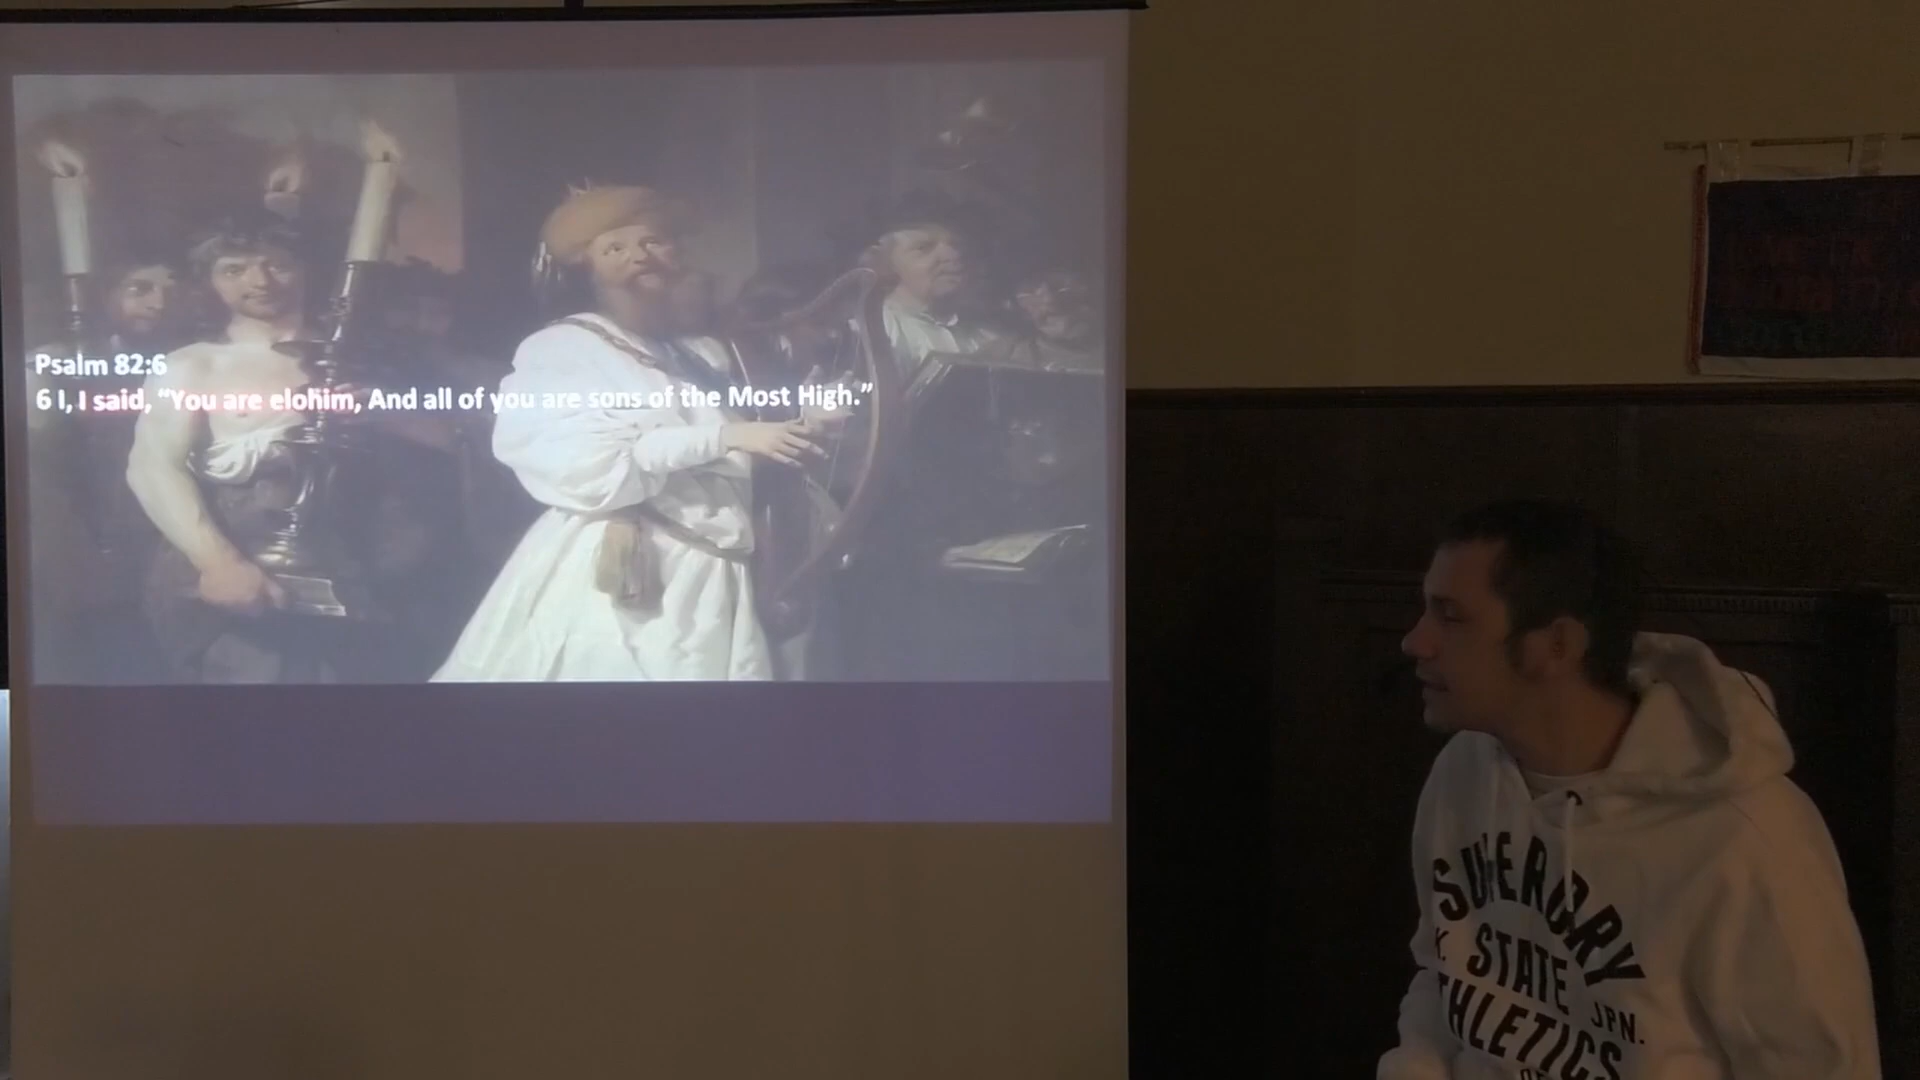 Psalm 82:6
6 I, I said, “You are elohim, And all of you are sons of the Most High.”
SUPERDRY
K. STATE
JPN.
THLETICS